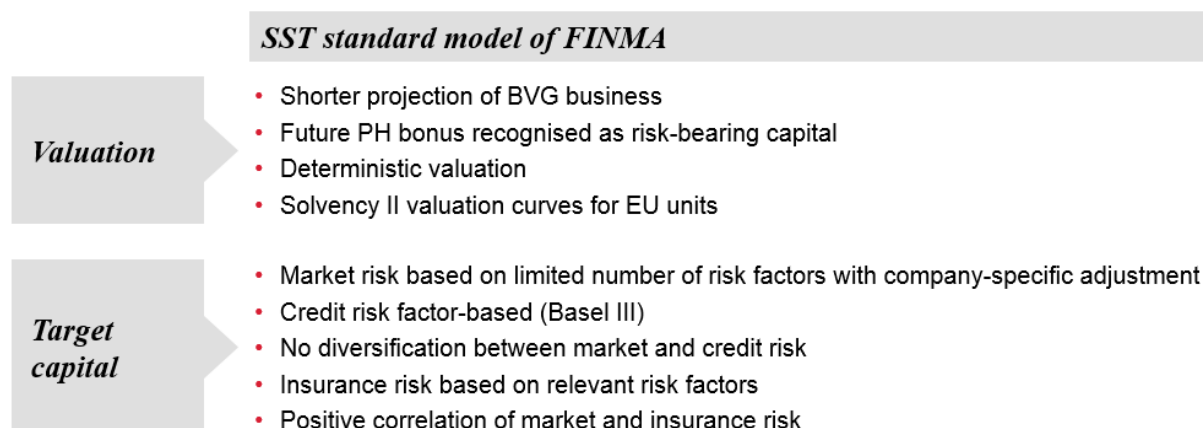 SST standard model of FINMA
Valuation
• Shorter projection of BVG business
• Future PH bonus recognised as risk-bearing capital
• Deterministic valuation
• Solvency II valuation curves for EU units
Target
capital
• Market risk based on limited number of risk factors with company-specific adjustment
• Credit risk factor-based (Basel III)
• No diversification between market and credit risk
• Insurance risk based on relevant risk factors
• Positive correlation of market and insurance risk